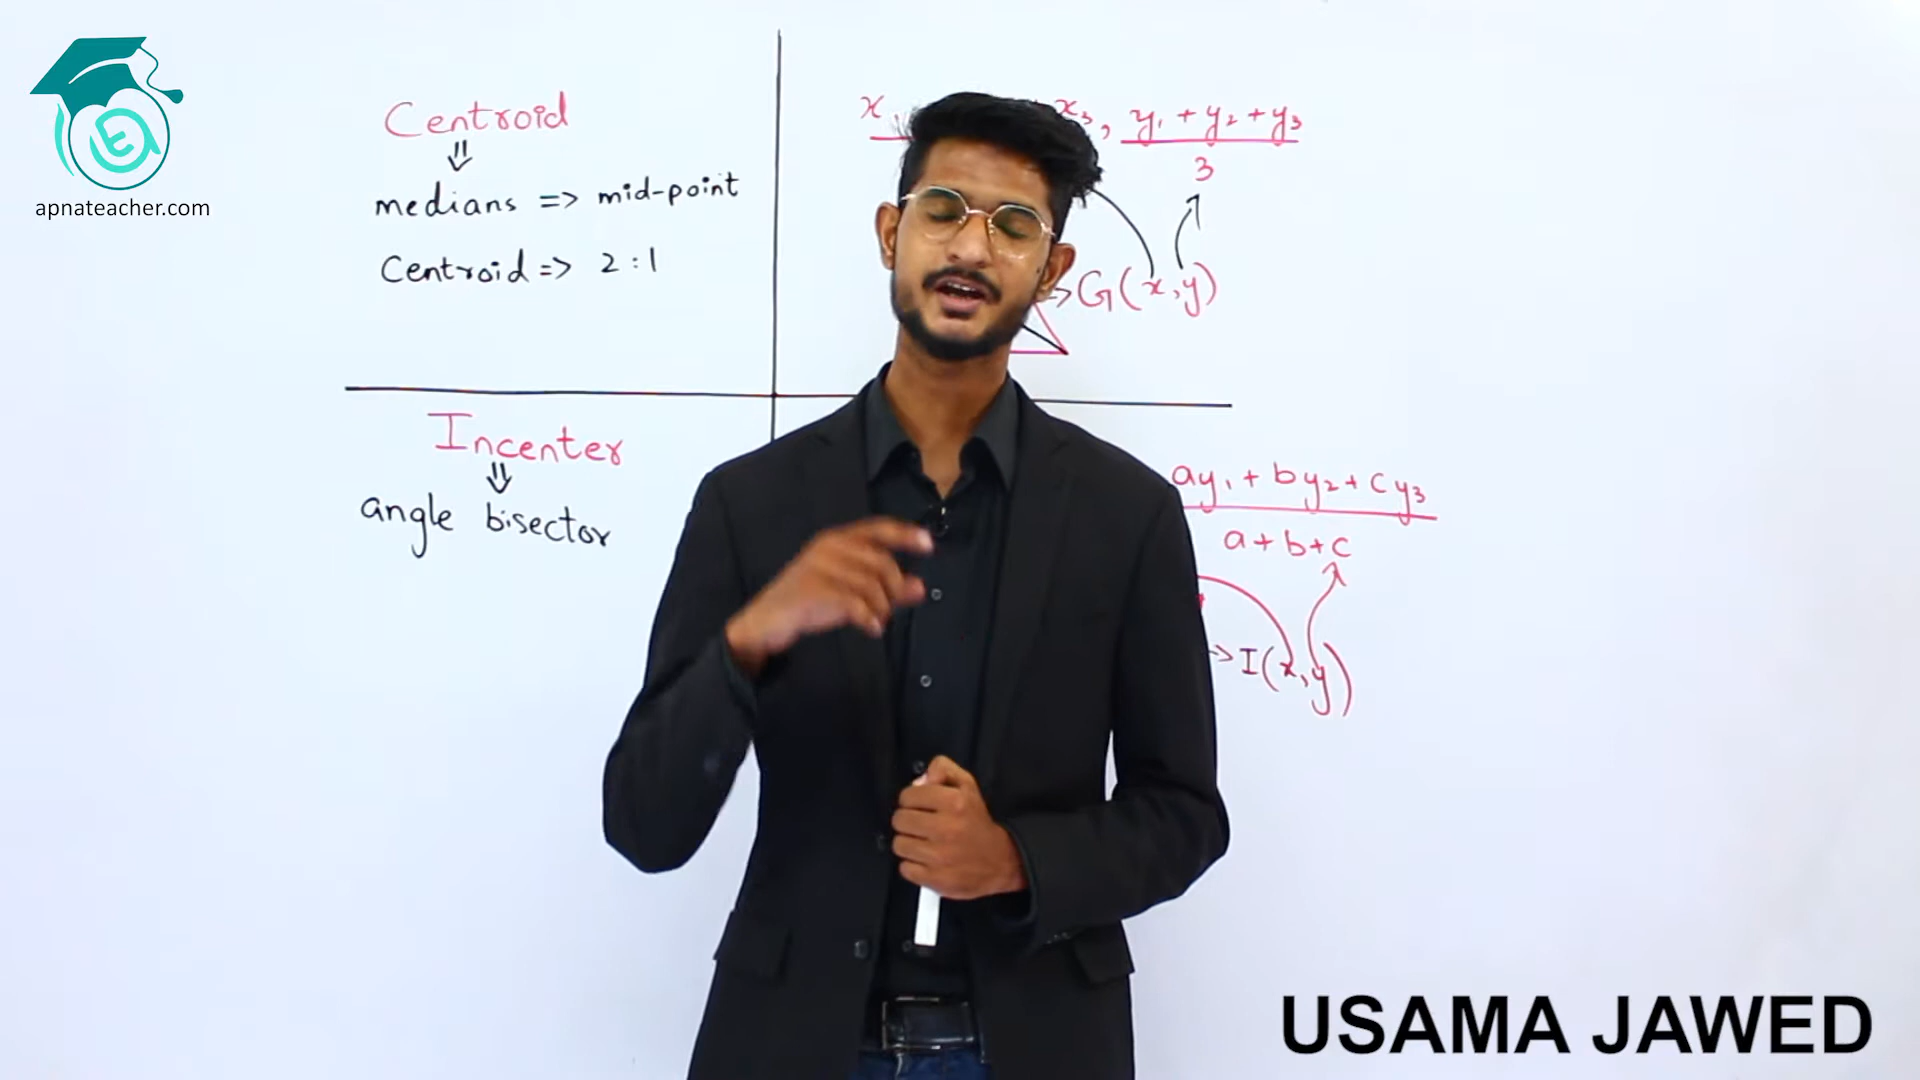 apnateacher.com
Centroid
⇓
medians => mid-point
Centroid => 2 : 1
x₃, y₁ + y₂ + y₃
3
G(x,y)
Incenter
⇓
angle bisector
ay₁ + by₂ + cy₃
a + b + c
I(x,y)
USAMA JAWED